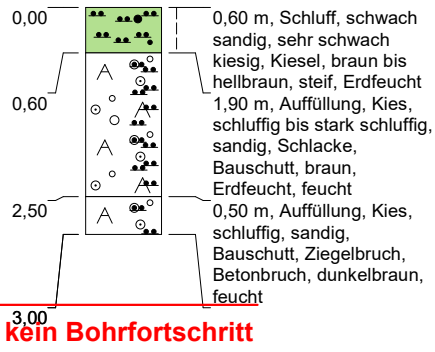 0,00
0,60 m, Schluff, schwach
sandig, sehr schwach
kiesig, Kiesel, braun bis
hellbraun, steif, Erdfeucht
0,60
1,90 m, Auffüllung, Kies,
schluffig bis stark schluffig,
sandig, Schlacke,
Bauschutt, braun,
Erdfeucht, feucht
2,50
0,50 m, Auffüllung, Kies,
schluffig, sandig,
Bauschutt, Ziegelbruch,
Betonbruch, dunkelbraun,
feucht
3,00
kein Bohrfortschritt